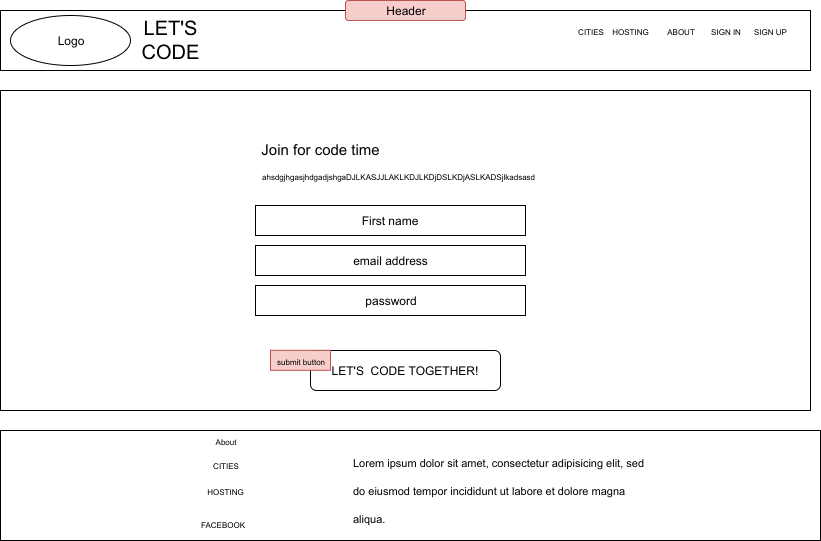 Header
Logo
LET'S
CODE
CITIES HOSTING ABOUT SIGN IN SIGN UP
Join for code time
ahsdgjhgasjhdgadjshgaDJLKASJJLAKLKDJLKDjDSLKDjASLKADSjlkadsasd
First name
email address
password
submit button
LET'S CODE TOGETHER!
About
CITIES
HOSTING
FACEBOOK
Lorem ipsum dolor sit amet, consectetur adipisicing elit, sed
do eiusmod tempor incididunt ut labore et dolore magna
aliqua.